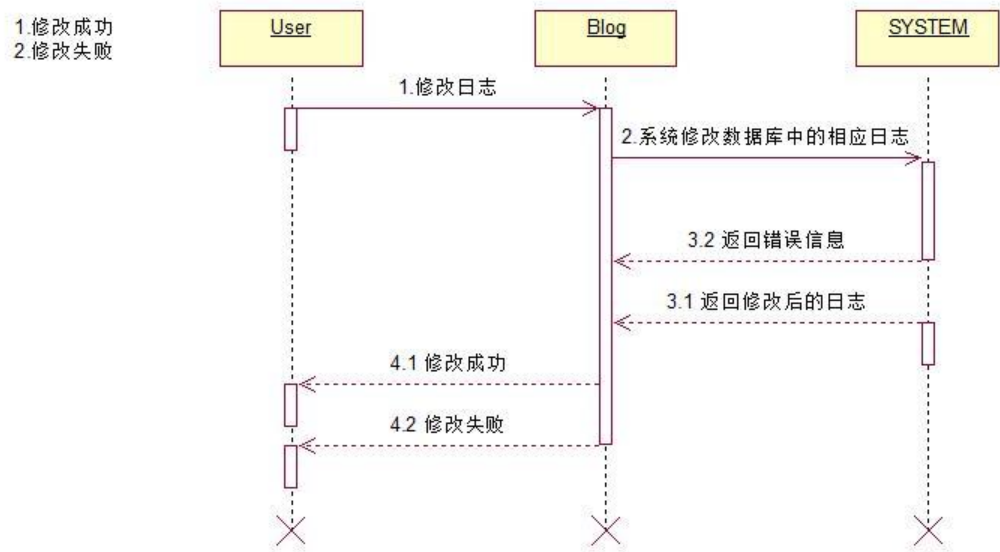 1.修改成功
2.修改失败
User
Blog
SYSTEM
1.修改日志
2.系统修改数据库中的相应日志
3.2 返回错误信息
3.1 返回修改后的日志
4.1 修改成功
4.2 修改失败